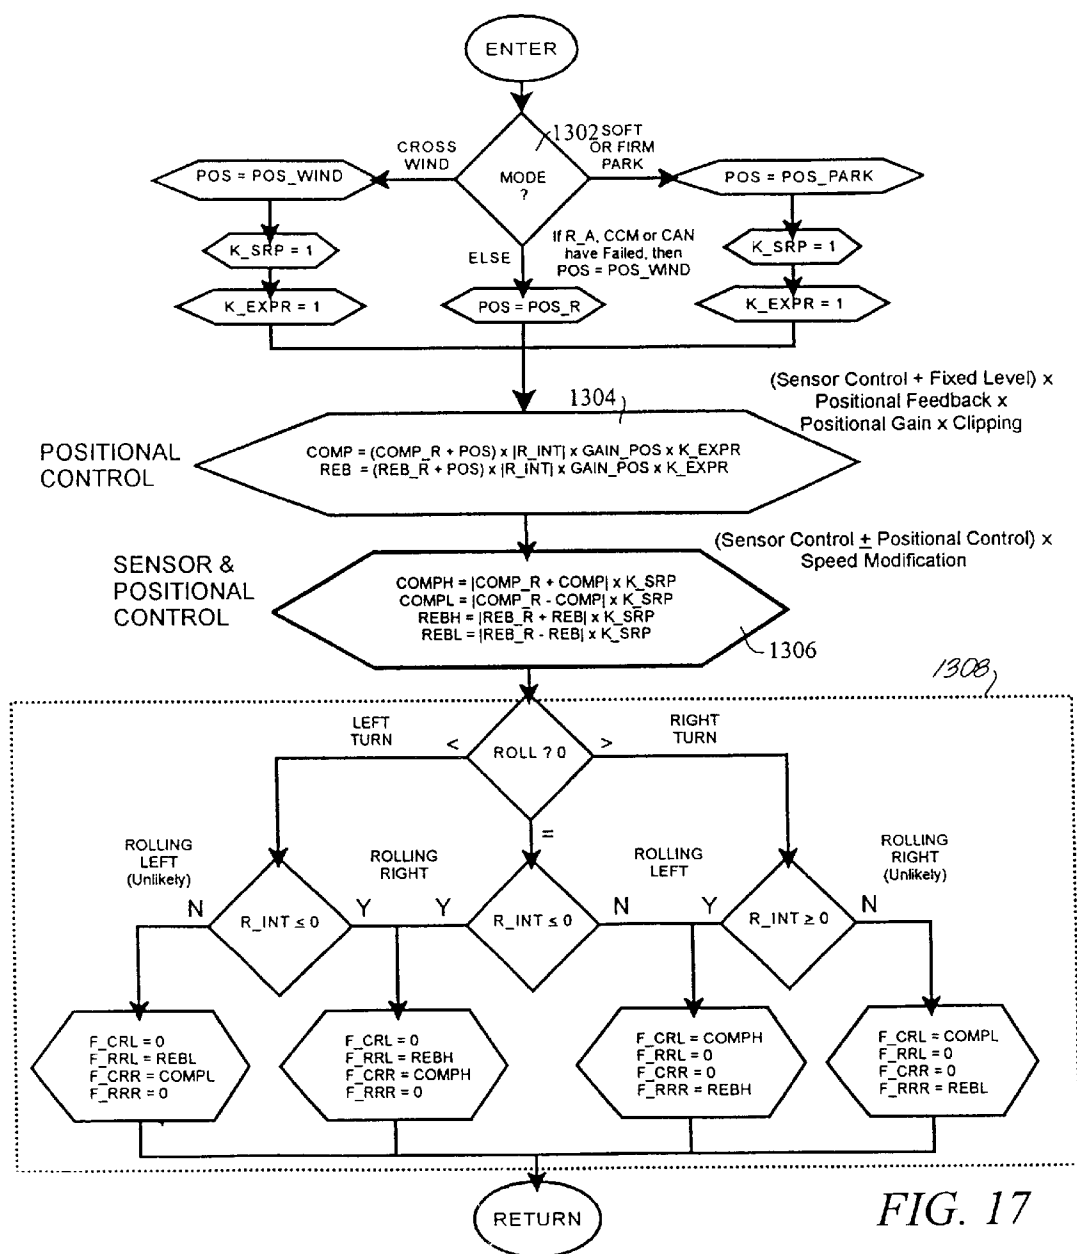 ENTER
1302
CROSS
WIND
SOFT
OR FIRM
PARK
MODE
?
POS = POS_WIND
POS = POS_PARK
K_SRP = 1
K_SRP = 1
ELSE
If R_A, CCM or CAN
have Failed, then
POS = POS_WIND
K_EXPR = 1
POS = POS_R
K_EXPR = 1
(Sensor Control + Fixed Level) x
Positional Feedback x
Positional Gain x Clipping
1304
POSITIONAL
CONTROL
COMP = (COMP_R + POS) x |R_INT| x GAIN_POS x K_EXPR
REB = (REB_R + POS) x |R_INT| x GAIN_POS x K_EXPR
(Sensor Control ± Positional Control) x
Speed Modification
SENSOR &
POSITIONAL
CONTROL
COMPH = |COMP_R + COMP| x K_SRP
COMPL = |COMP_R - COMP| x K_SRP
REBH = |REB_R + REB| x K_SRP
REBL = |REB_R - REB| x K_SRP
1306
1308
LEFT
TURN
<
ROLL ? 0
>
RIGHT
TURN
=
ROLLING
LEFT
(Unlikely)
ROLLING
RIGHT
ROLLING
LEFT
ROLLING
RIGHT
(Unlikely)
N
R_INT ≤ 0
Y
Y
R_INT ≤ 0
N
Y
R_INT ≥ 0
N
F_CRL = 0
F_RRL = REBL
F_CRR = COMPL
F_RRR = 0
F_CRL = 0
F_RRL = REBH
F_CRR = COMPH
F_RRR = 0
F_CRL = COMPH
F_RRL = 0
F_CRR = 0
F_RRR = REBH
F_CRL = COMPL
F_RRL = 0
F_CRR = 0
F_RRR = REBL
RETURN
FIG. 17